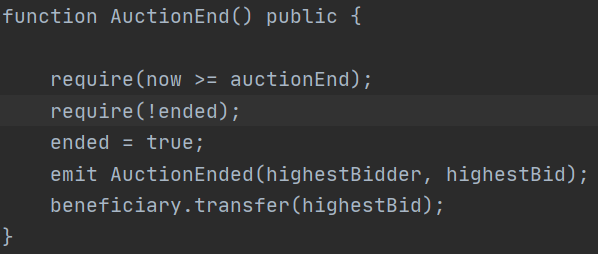 function AuctionEnd() public {
require(now >= auctionEnd);
require(!ended);
ended = true;
emit AuctionEnded(highestBidder, highestBid);
beneficiary.transfer(highestBid);
}